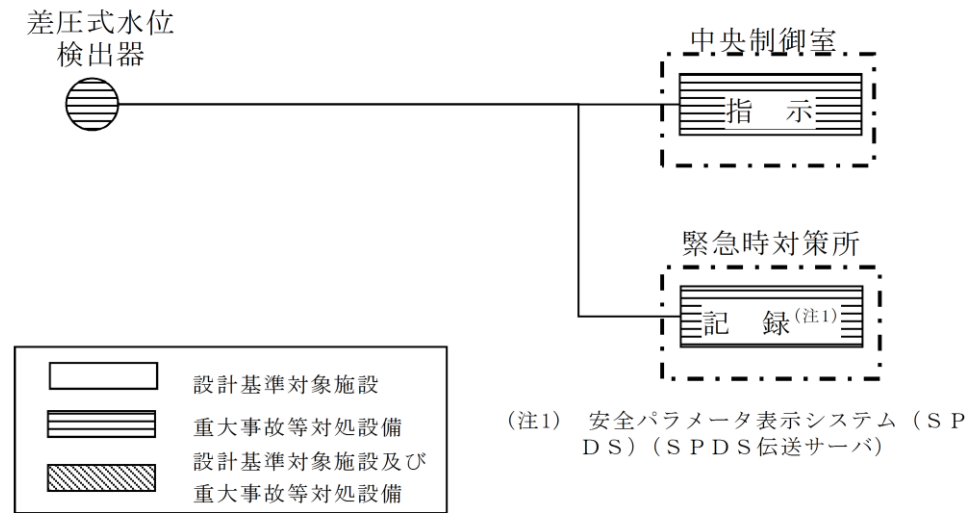 差圧式水位
検出器
中央制御室
指 示
緊急時対策所
記 録(注1)
設計基準対象施設
重大事故等対処設備
設計基準対象施設及び
重大事故等対処設備
(注1) 安全パラメータ表示システム（ＳＰ
ＤＳ）（ＳＰＤＳ伝送サーバ）